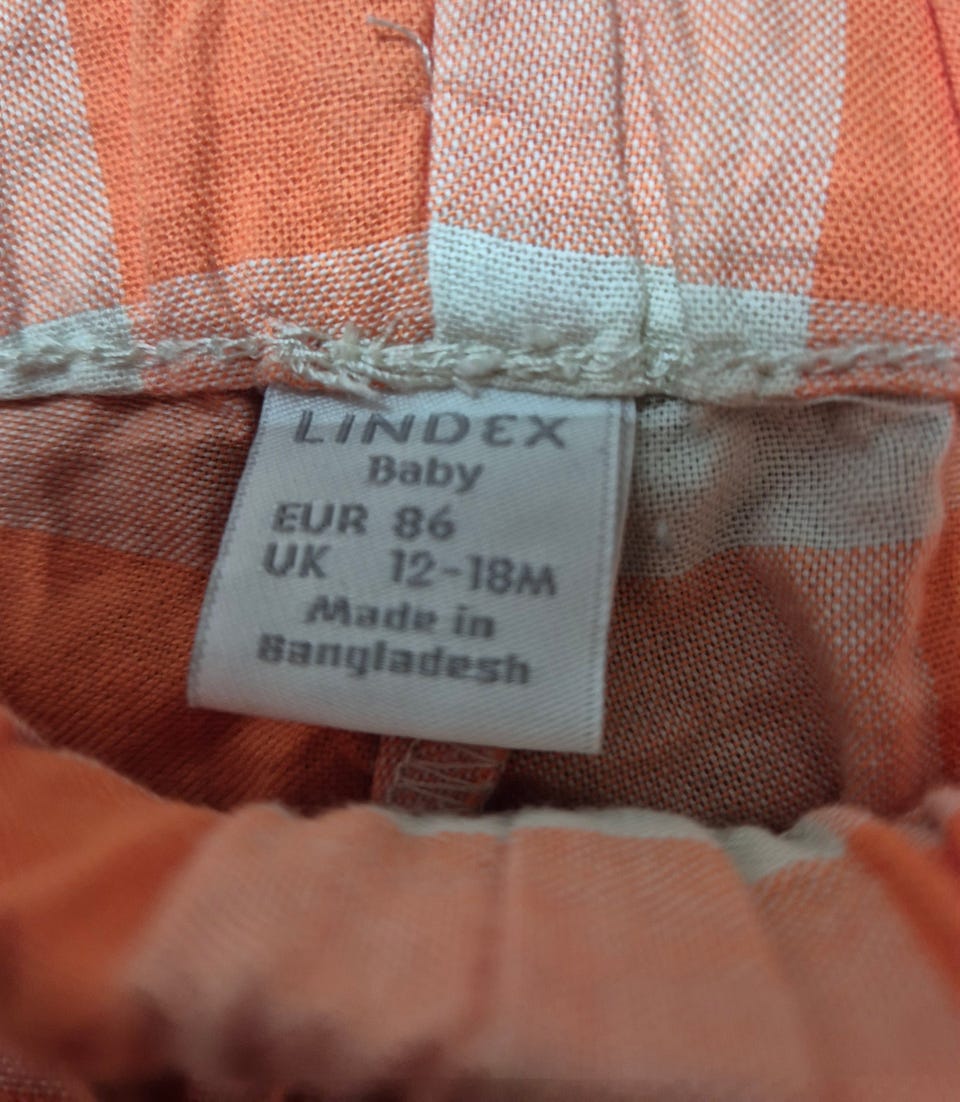 LINDEX
Baby
EUR 86
UK 12-18M
Made in
Bangladesh